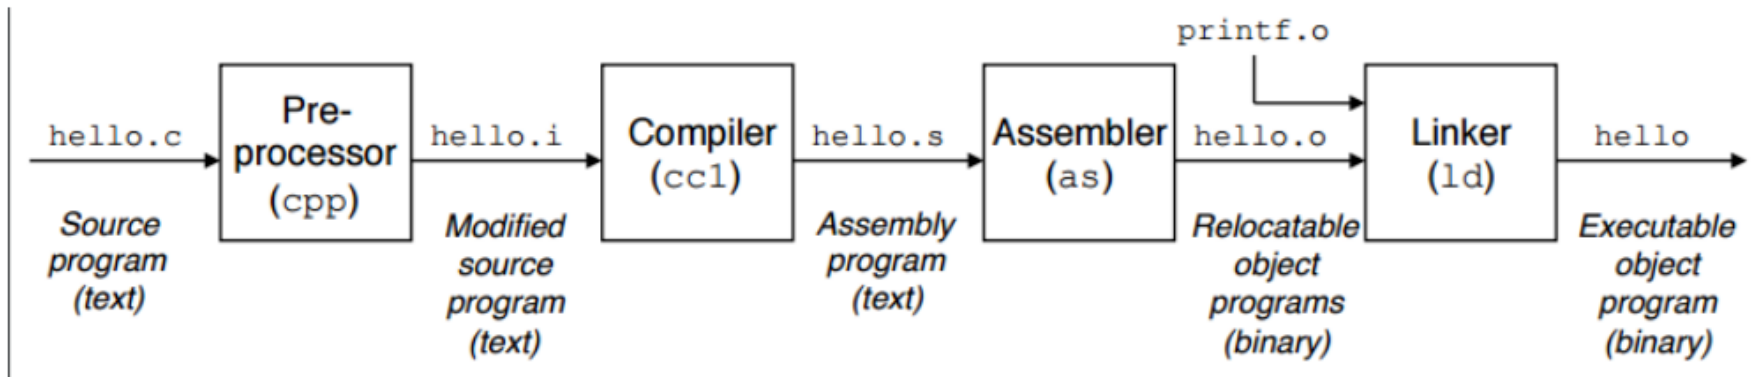 printf.o
hello.c
Pre-
processor
(cpp)
hello.i
Compiler
(cc1)
hello.s
Assembler
(as)
hello.o
Linker
(ld)
hello
Source
program
(text)
Modified
source
program
(text)
Assembly
program
(text)
Relocatable
object
programs
(binary)
Executable
object
program
(binary)